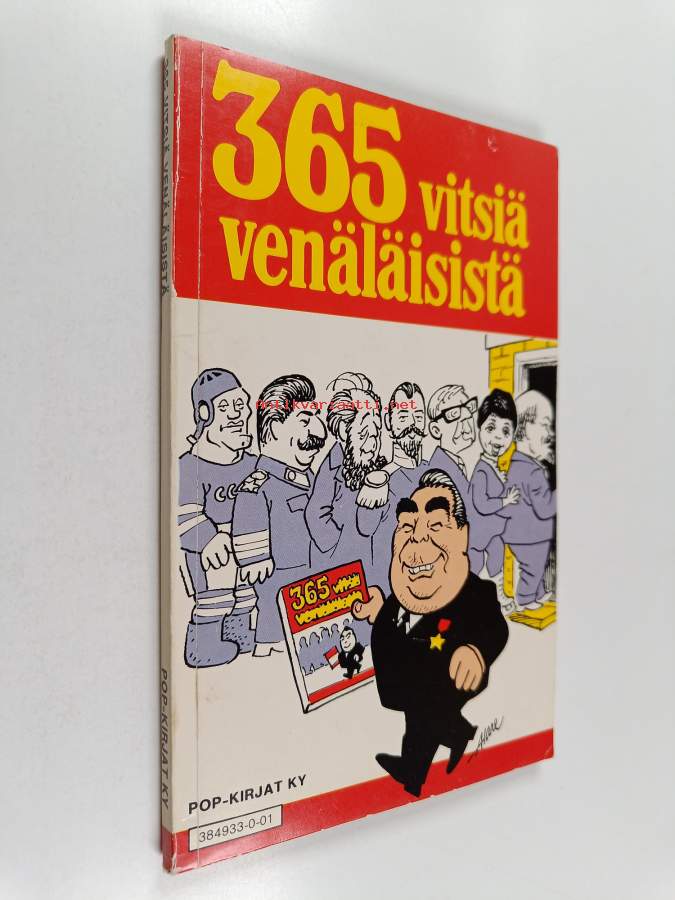 365 vitsiä
venäläisistä
Antikvariaatti.net
CC
365 vitsiä
venäläisistä
POP-KIRJAT KY
384933-0-01
365 VITSIÄ VENÄLÄISISTÄ
POP-KIRJAT KY